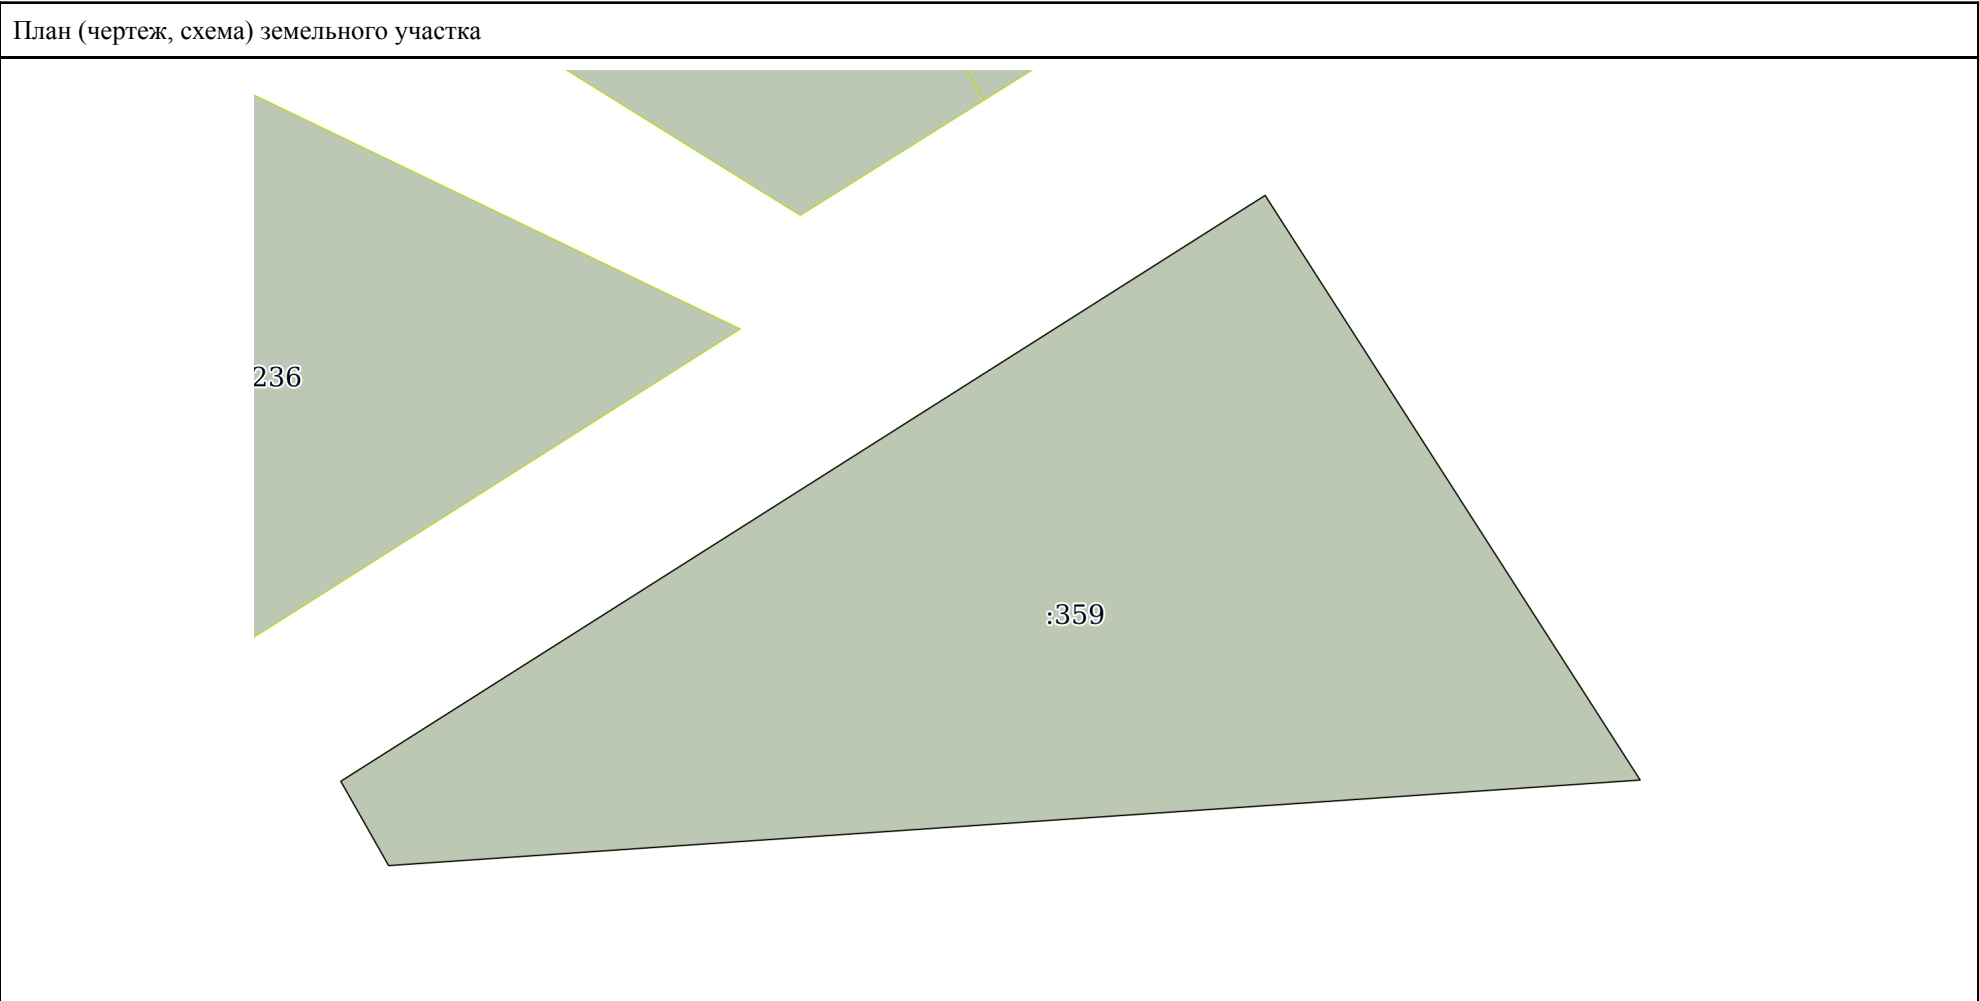 План (чертеж, схема) земельного участка
236
:359